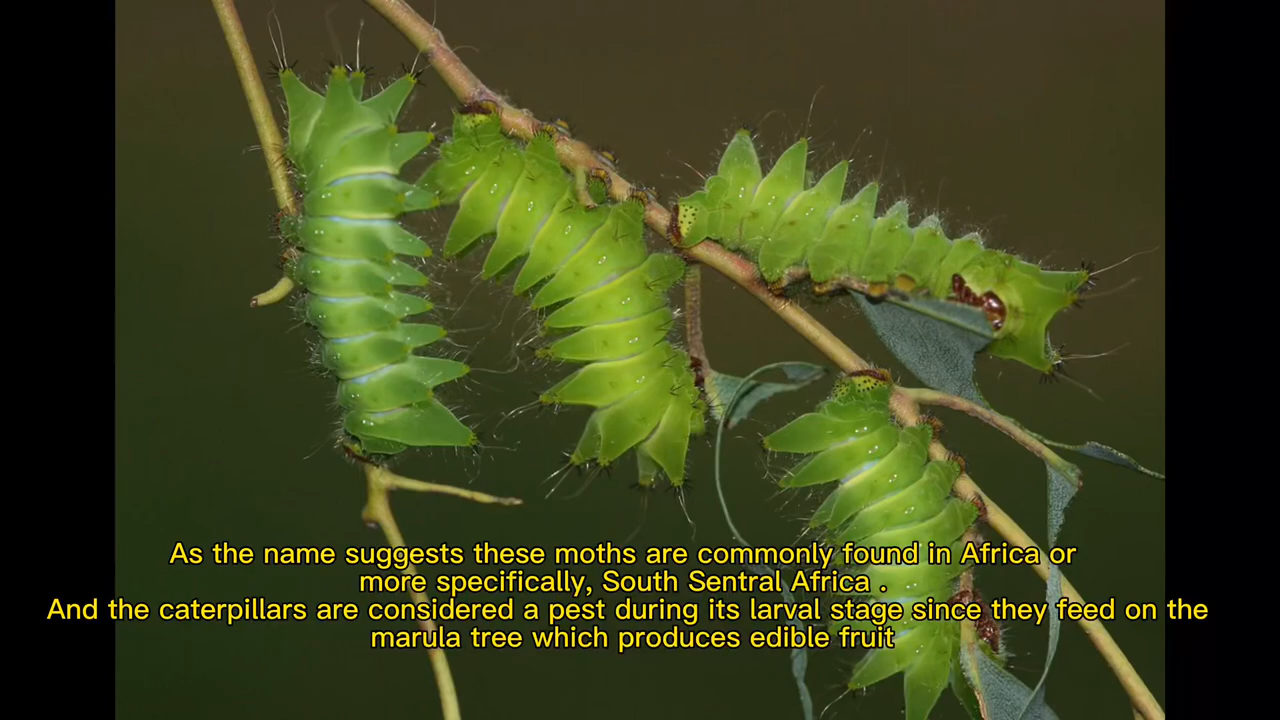 As the name suggests these moths are commonly found in Africa or
more specifically, South Sentral Africa .
And the caterpillars are considered a pest during its larval stage since they feed on the
marula tree which produces edible fruit